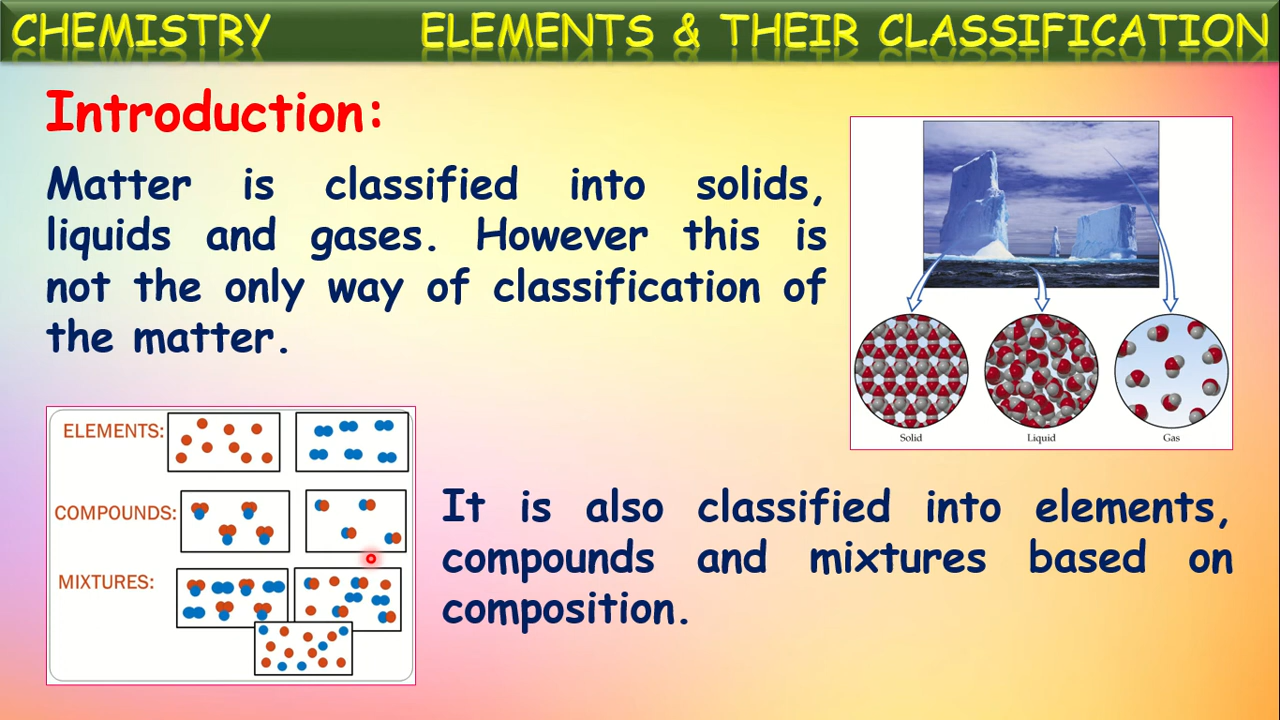 CHEMISTRY ELEMENTS & THEIR CLASSIFICATION
Introduction:
Matter is classified into solids,
liquids and gases. However this is
not the only way of classification of
the matter.
Solid Liquid Gas
ELEMENTS:
COMPOUNDS:
MIXTURES:
It is also classified into elements,
compounds and mixtures based on
composition.